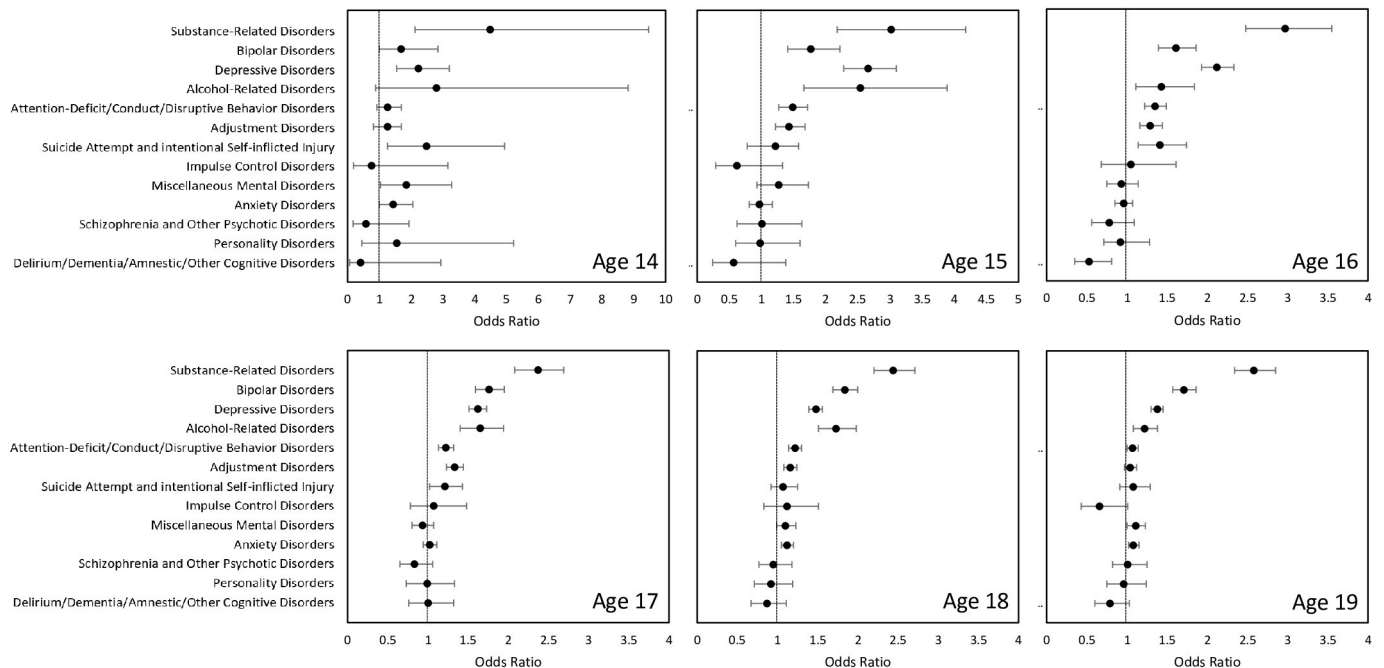 Substance-Related Disorders
Bipolar Disorders
Depressive Disorders
Alcohol-Related Disorders
Attention-Deficit/Conduct/Disruptive Behavior Disorders
Adjustment Disorders
Suicide Attempt and intentional Self-inflicted Injury
Impulse Control Disorders
Miscellaneous Mental Disorders
Anxiety Disorders
Schizophrenia and Other Psychotic Disorders
Personality Disorders
Delirium/Dementia/Amnestic/Other Cognitive Disorders
Age 14
0 1 2 3 4 5 6 7 8 9 10
Odds Ratio
..
..
Age 15
0 0.5 1 1.5 2 2.5 3 3.5 4 4.5 5
Odds Ratio
..
..
Age 16
0 0.5 1 1.5 2 2.5 3 3.5 4
Odds Ratio
Substance-Related Disorders
Bipolar Disorders
Depressive Disorders
Alcohol-Related Disorders
Attention-Deficit/Conduct/Disruptive Behavior Disorders
Adjustment Disorders
Suicide Attempt and intentional Self-inflicted Injury
Impulse Control Disorders
Miscellaneous Mental Disorders
Anxiety Disorders
Schizophrenia and Other Psychotic Disorders
Personality Disorders
Delirium/Dementia/Amnestic/Other Cognitive Disorders
Age 17
0 0.5 1 1.5 2 2.5 3 3.5 4
Odds Ratio
Age 18
0 0.5 1 1.5 2 2.5 3 3.5 4
Odds Ratio
..
..
Age 19
0 0.5 1 1.5 2 2.5 3 3.5 4
Odds Ratio